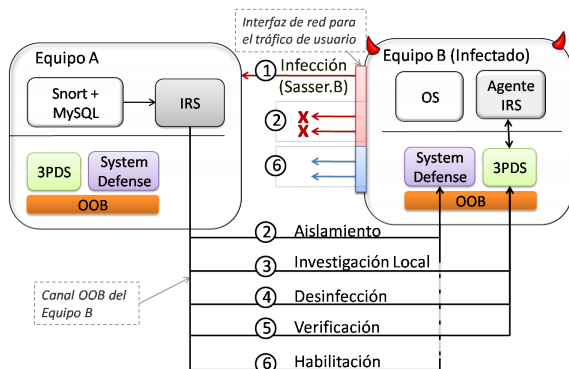 Interfaz de red para
el tráfico de usuario
Equipo A
Equipo B (Infectado)
1 Infección
(Sasser.B)
Snort +
MySQL
IRS
OS
Agente
IRS
2
X
X
6
3PDS
System
Defense
OOB
System
Defense
3PDS
OOB
2 Aislamiento
3 Investigación Local
Canal OOB del
Equipo B
4 Desinfección
5 Verificación
6 Habilitación